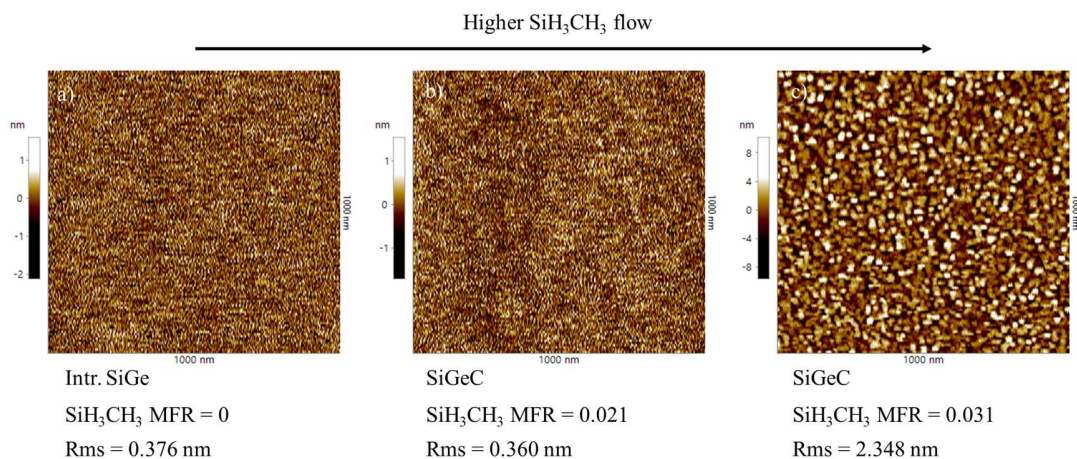 Higher SiH₃CH₃ flow
a)
nm
1
0
-1
-2
1000 nm
1000 nm
Intr. SiGe
SiH₃CH₃ MFR = 0
Rms = 0.376 nm
b)
nm
1
0
-1
1000 nm
1000 nm
SiGeC
SiH₃CH₃ MFR = 0.021
Rms = 0.360 nm
c)
nm
8
4
0
-4
-8
1000 nm
1000 nm
SiGeC
SiH₃CH₃ MFR = 0.031
Rms = 2.348 nm